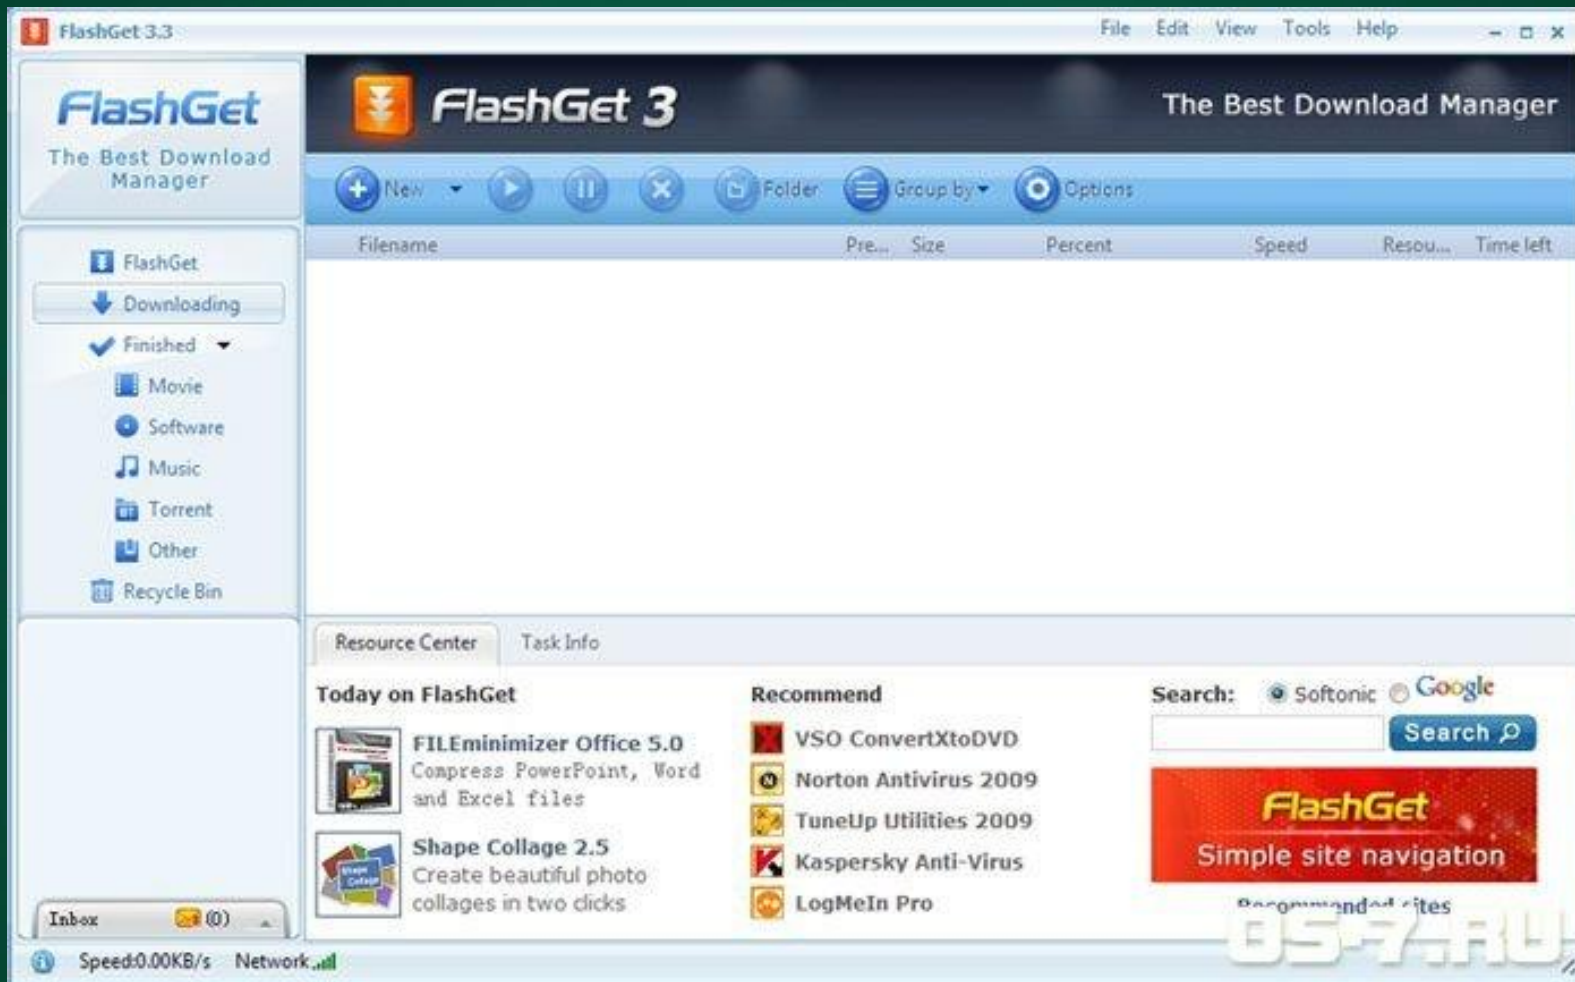 FlashGet 3.3
File Edit View Tools Help
FlashGet
The Best Download
Manager
FlashGet 3
The Best Download Manager
New Folder Group by Options
Filename Pre... Size Percent Speed Resou... Time left
FlashGet
Downloading
Finished
Movie
Software
Music
Torrent
Other
Recycle Bin
Resource Center Task Info
Today on FlashGet
FILEminimizer Office 5.0
Compress PowerPoint, Word
and Excel files
Shape Collage 2.5
Create beautiful photo
collages in two clicks
Recommend
VSO ConvertXtoDVD
Norton Antivirus 2009
TuneUp Utilities 2009
Kaspersky Anti-Virus
LogMeIn Pro
Search: Softonic Google
Search
FlashGet
Simple site navigation
Recommended sites
Inbox (0)
Speed:0.00KB/s Network
OS-7.RU